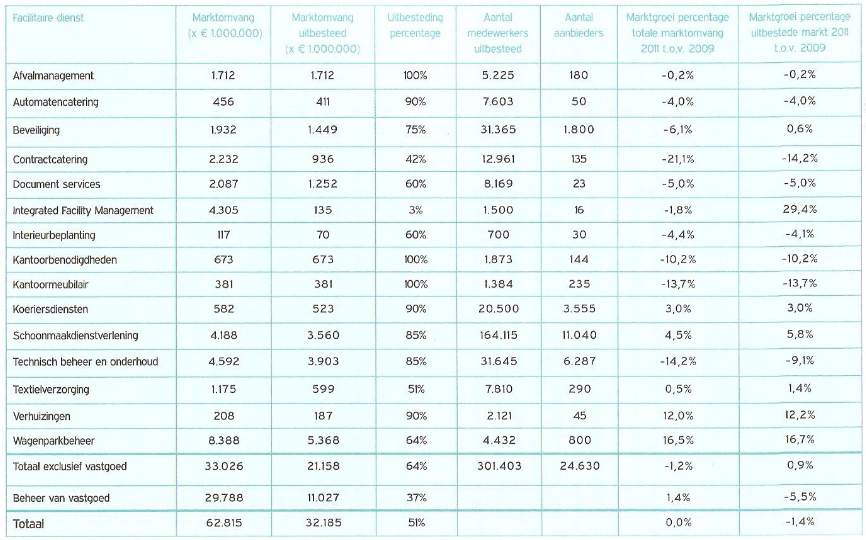 Facilitaire dienst Marktomvang (x € 1.000.000) Marktomvang uitbesteed (x € 1.000.000) Uitbesteding percentage Aantal medewerkers uitbesteed Aantal aanbieders Marktgroei percentage totale marktomvang 2011 t.o.v. 2009 Marktgroei percentage uitbestede markt 2011 t.o.v. 2009
Afvalmanagement 1.712 1.712 100% 5.225 180 -0,2% -0,2%
Automatencatering 456 411 90% 7.603 50 -4,0% -4,0%
Beveiliging 1.932 1.449 75% 31.365 1.800 -6,1% 0,6%
Contractcatering 2.232 936 42% 12.961 135 -21,1% -14,2%
Document services 2.087 1.252 60% 8.169 23 -5,0% -5,0%
Integrated Facility Management 4.305 135 3% 1.500 16 -1,8% 29,4%
Interieurbeplanting 117 70 60% 700 30 -4,4% -4,1%
Kantoorbenodigdheden 673 673 100% 1.873 144 -10,2% -10,2%
Kantoormeubilair 381 381 100% 1.384 235 -13,7% -13,7%
Koeriersdiensten 582 523 90% 20.500 3.555 3,0% 3,0%
Schoonmaakdienstverlening 4.188 3.560 85% 164.115 11.040 4,5% 5,8%
Technisch beheer en onderhoud 4.592 3.903 85% 31.645 6.287 -14,2% -9,1%
Textielverzorging 1.175 599 51% 7.810 290 0,5% 1,4%
Verhuizingen 208 187 90% 2.121 45 12,0% 12,2%
Wagenparkbeheer 8.388 5.368 64% 4.432 800 16,5% 16,7%
Totaal exclusief vastgoed 33.026 21.158 64% 301.403 24.630 -1,2% 0,9%
Beheer van vastgoed 29.788 11.027 37% 1,4% -5,5%
Totaal 62.815 32.185 51% 0,0% -1,4%